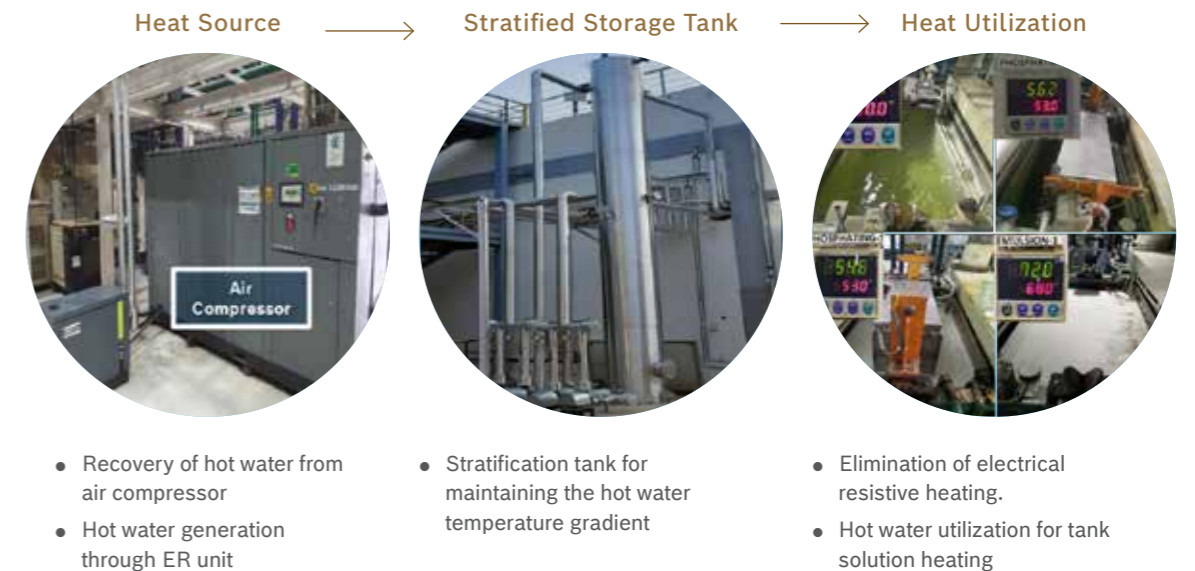 Heat Source
Stratified Storage Tank
Heat Utilization
PHOSPHATING
56.2
53.0
Air
Compressor
54.6
53.0
72.0
68.0
• Recovery of hot water from
air compressor
• Hot water generation
through ER unit
• Stratification tank for
maintaining the hot water
temperature gradient
• Elimination of electrical
resistive heating.
• Hot water utilization for tank
solution heating